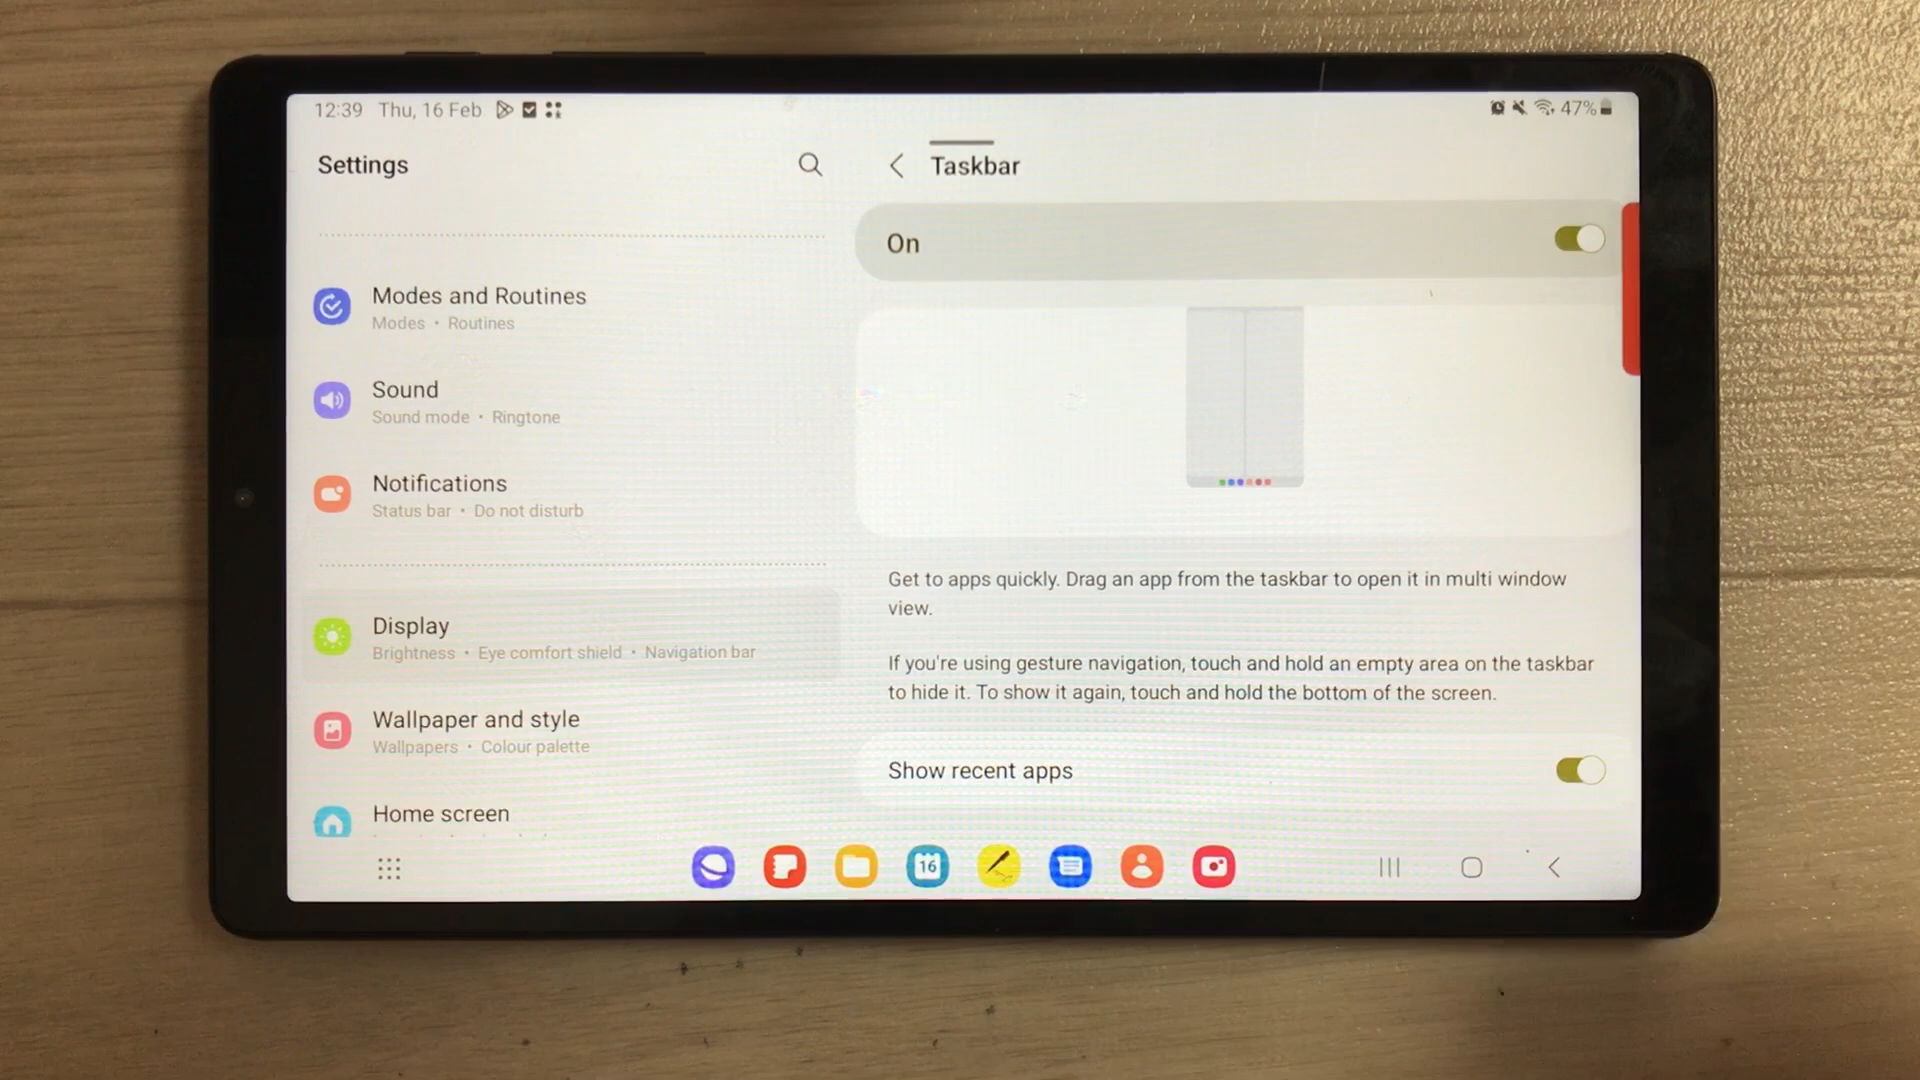 12:39 Thu, 16 Feb
47%
Settings
Modes and Routines
Modes • Routines
Sound
Sound mode • Ringtone
Notifications
Status bar • Do not disturb
Display
Brightness • Eye comfort shield • Navigation bar
Wallpaper and style
Wallpapers • Colour palette
Home screen
Taskbar
On
Get to apps quickly. Drag an app from the taskbar to open it in multi window
view.
If you're using gesture navigation, touch and hold an empty area on the taskbar
to hide it. To show it again, touch and hold the bottom of the screen.
Show recent apps
16